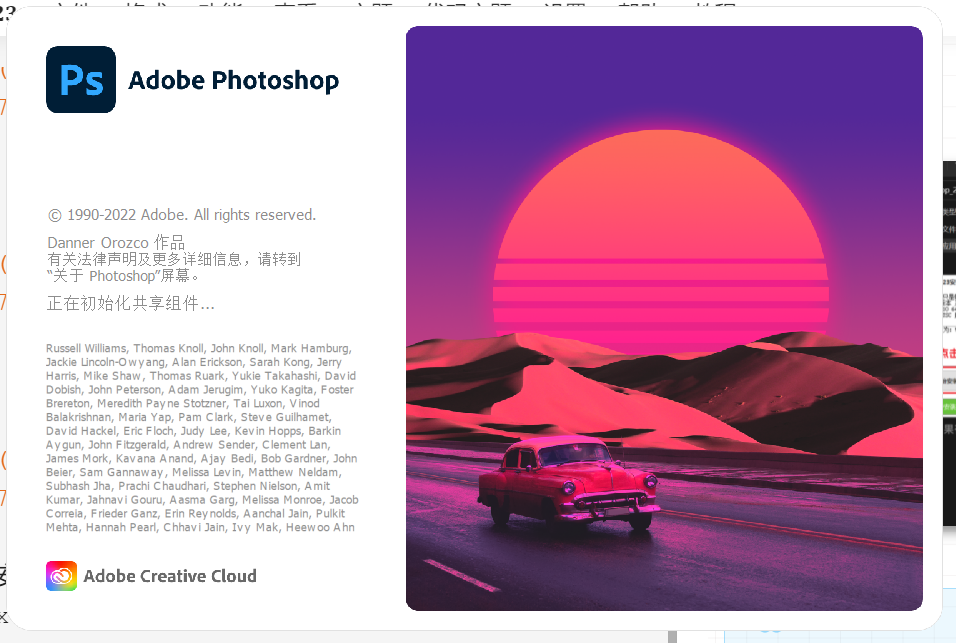 Ps Adobe Photoshop
© 1990-2022 Adobe. All rights reserved.
Danner Orozco 作品
有关法律声明及更多详细信息，请转到
“关于 Photoshop”屏幕。
正在初始化共享组件...
Russell Williams, Thomas Knoll, John Knoll, Mark Hamburg,
Jackie Lincoln-Owyang, Alan Erickson, Sarah Kong, Jerry
Harris, Mike Shaw, Thomas Ruark, Yukie Takahashi, David
Dobish, John Peterson, Adam Jerugim, Yuko Kagita, Foster
Brereton, Meredith Payne Stotzner, Tai Luxon, Vinod
Balakrishnan, Maria Yap, Pam Clark, Steve Guilhamet,
David Hackel, Eric Floch, Judy Lee, Kevin Hopps, Barkin
Aygun, John Fitzgerald, Andrew Sender, Clement Lan,
James Mork, Kavana Anand, Ajay Bedi, Bob Gardner, John
Beier, Sam Gannaway, Melissa Levin, Matthew Neldam,
Subhash Jha, Prachi Chaudhari, Stephen Nielson, Amit
Kumar, Jahnavi Gouru, Aasma Garg, Melissa Monroe, Jacob
Correia, Frieder Ganz, Erin Reynolds, Aanchal Jain, Pulkit
Mehta, Hannah Pearl, Chhavi Jain, Ivy Mak, Heewoo Ahn
Adobe Creative Cloud